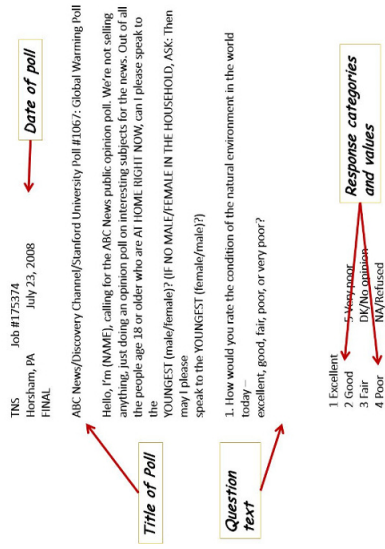 TNS Job #175374
Horsham, PA July 23, 2008
FINAL
Date of poll
ABC News/Discovery Channel/Stanford University Poll #1067: Global Warming Poll
Title of Poll
Hello, I'm (NAME), calling for the ABC News public opinion poll. We're not selling
anything, just doing an opinion poll on interesting subjects for the news. Out of all
the people age 18 or older who are AT HOME RIGHT NOW, can I please speak to
the
YOUNGEST (male/female)? (IF NO MALE/FEMALE IN THE HOUSEHOLD, ASK: Then
may I please
speak to the YOUNGEST (female/male)?)
Question
text
1. How would you rate the condition of the natural environment in the world
today –
excellent, good, fair, poor, or very poor?
1 Excellent 5 Very poor
2 Good DK/No opinion
3 Fair NA/Refused
4 Poor
Response categories
and values